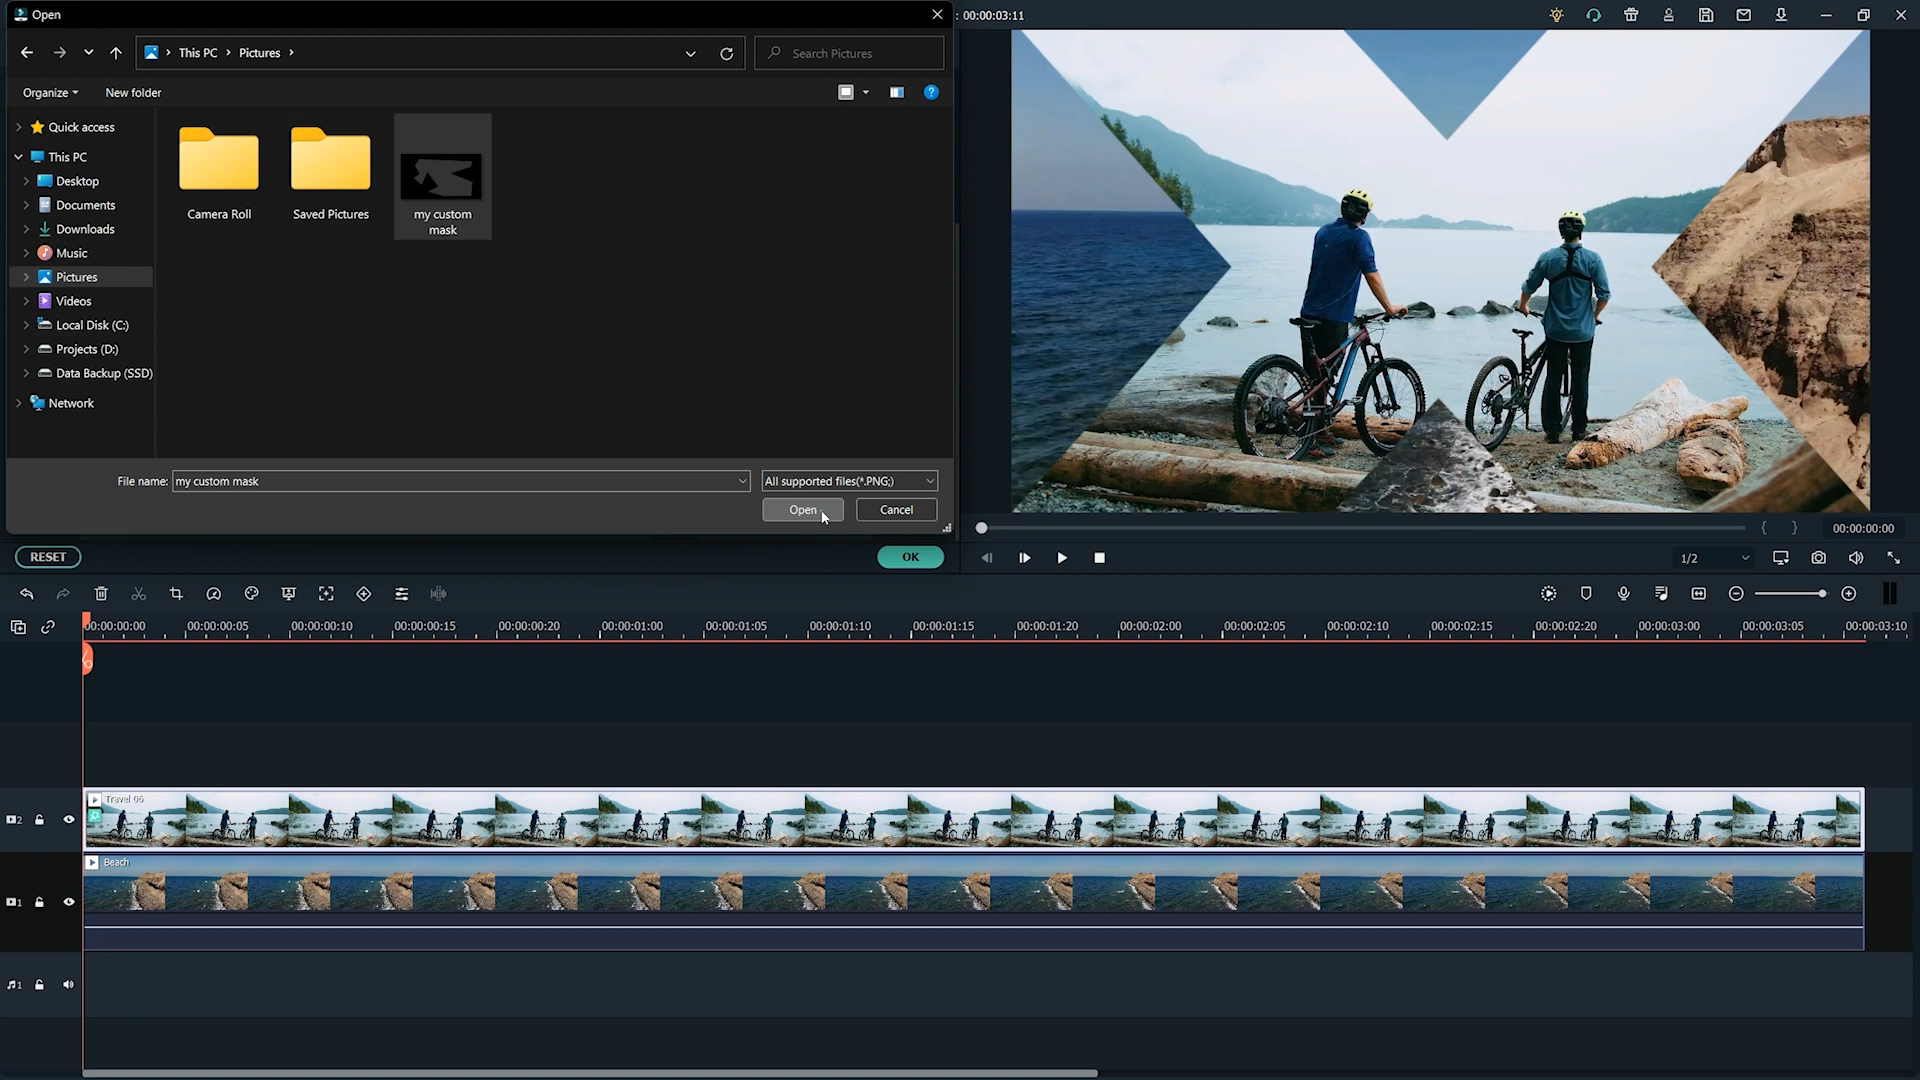 Open
: 00:00:03:11
This PC
Pictures
Search Pictures
Organize
New folder
Quick access
This PC
Desktop
Documents
Downloads
Music
Pictures
Videos
Local Disk (C:)
Projects (D:)
Data Backup (SSD)
Network
Camera Roll
Saved Pictures
my custom
mask
File name:
my custom mask
All supported files(*.PNG;)
Open
Cancel
RESET
OK
00:00:00:00
1/2
00:00:00:00
00:00:00:05
00:00:00:10
00:00:00:15
00:00:00:20
00:00:01:00
00:00:01:05
00:00:01:10
00:00:01:15
00:00:01:20
00:00:02:00
00:00:02:05
00:00:02:10
00:00:02:15
00:00:02:20
00:00:03:00
00:00:03:05
00:00:03:10
2
Travel 06
1
Beach
1